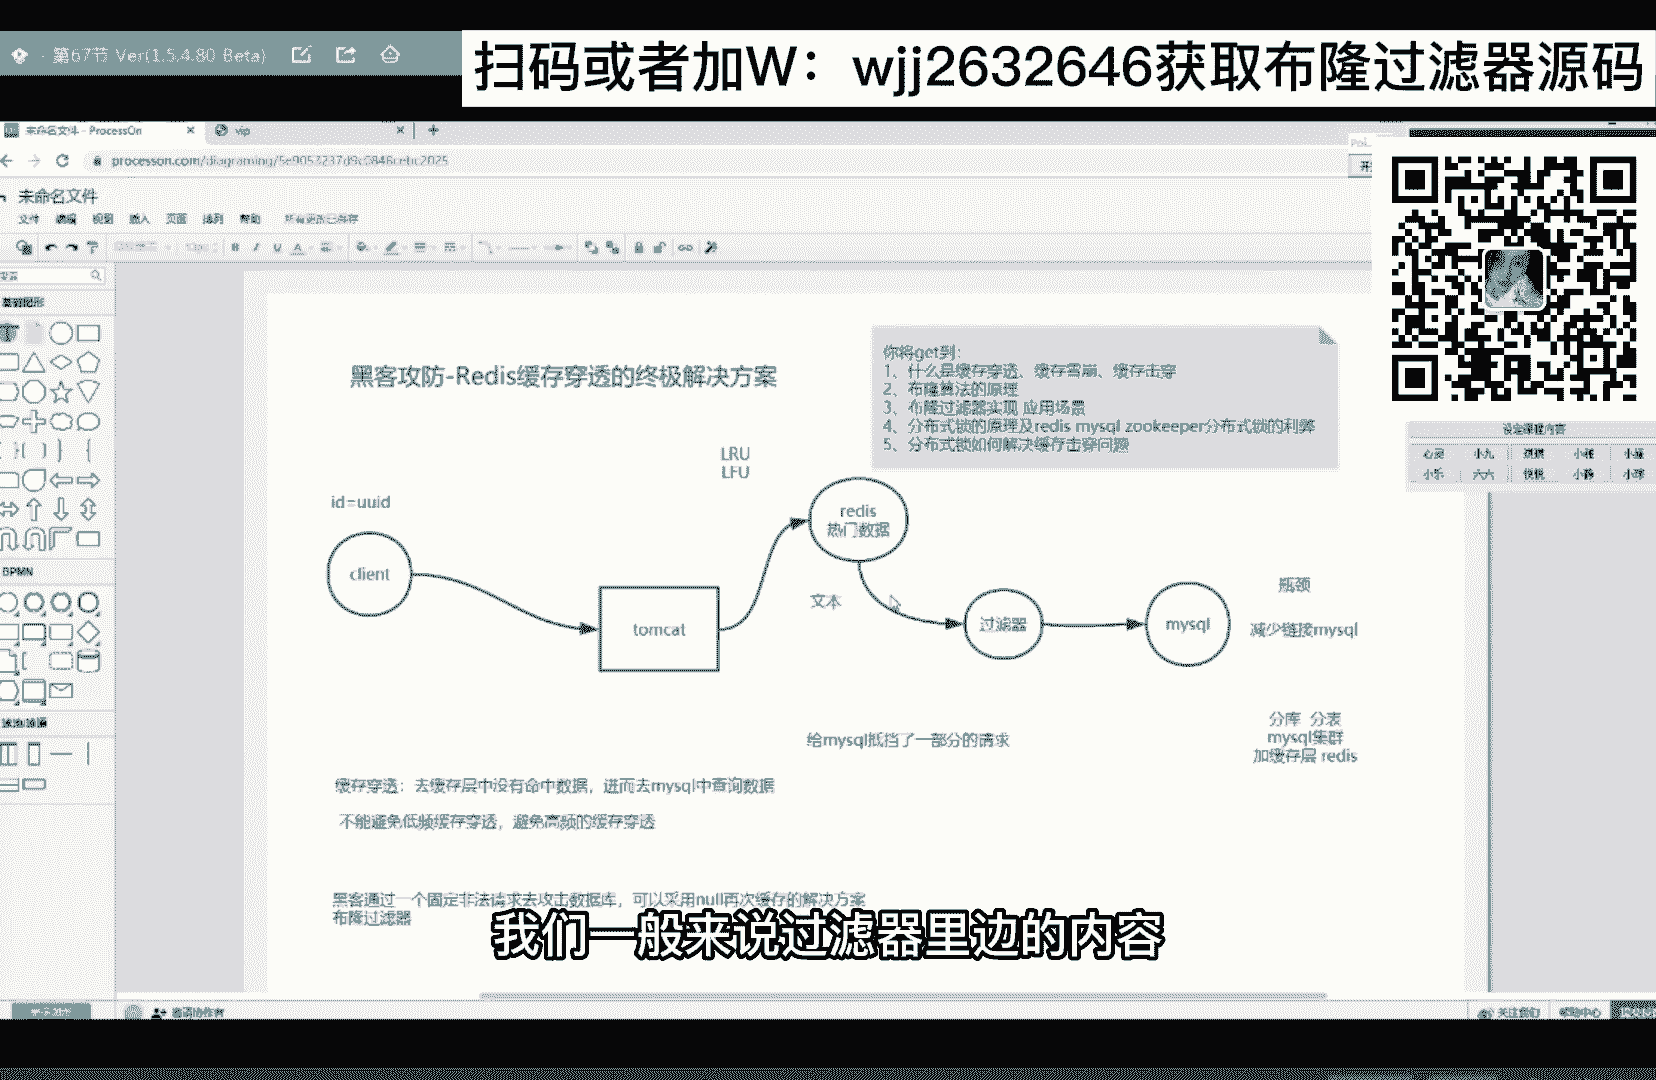 第67节 Ver(1.5.4.80 Beta)
扫码或者加W：wjj2632646获取布隆过滤器源码
未命名文件 - ProcessOn
vip
未命名文件
文件 编辑 视图 插入 页面 排列 帮助 所有更改已保存
基础图形
你将get到：
1、什么是缓存穿透、缓存雪崩、缓存击穿
2、布隆算法的原理
3、布隆过滤器实现 应用场景
4、分布式锁的原理及redis mysql zookeeper分布式锁的利弊
5、分布式锁如何解决缓存击穿问题
黑客攻防-Redis缓存穿透的终极解决方案
LRU
LFU
id=uuid
client
tomcat
redis
热门数据
文本
过滤器
mysql
瓶颈
减少链接mysql
分库 分表
mysql集群
加缓存层 redis
给mysql抵挡了一部分的请求
缓存穿透：去缓存层中没有命中数据，进而去mysql中查询数据
不能避免低频缓存穿透，避免高频的缓存穿透
黑客通过一个固定非法请求去攻击数据库，可以采用null再次缓存的解决方案
布隆过滤器
我们一般来说过滤器里边的内容
BPMN
邀请协作者
关注我们
帮助中心